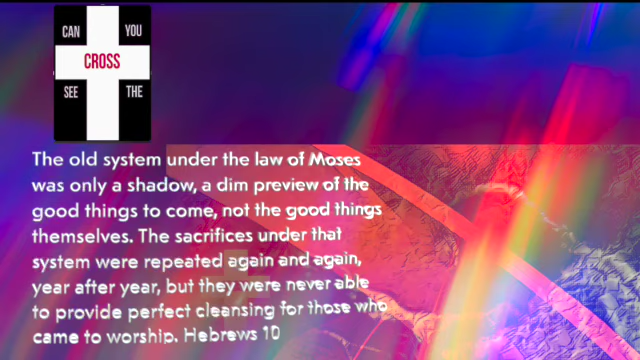 CAN YOU
CROSS
SEE THE
The old system under the law of Moses
was only a shadow, a dim preview of the
good things to come, not the good things
themselves. The sacrifices under that
system were repeated again and again,
year after year, but they were never able
to provide perfect cleansing for those who
came to worship. Hebrews 10